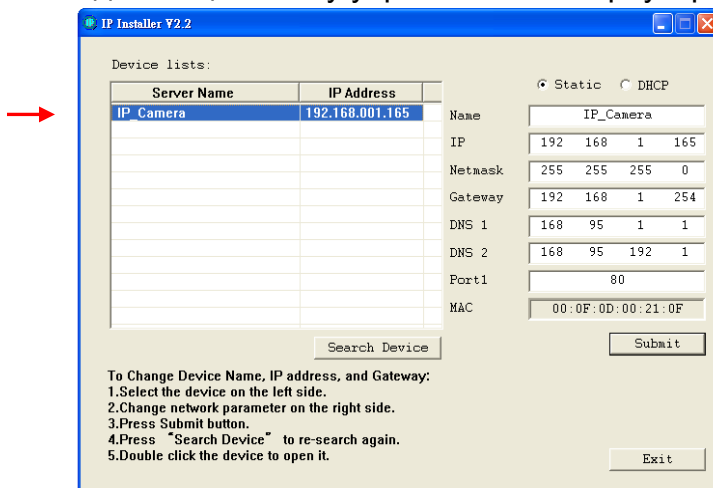 IP Installer V2.2
Device lists:
Server Name IP Address
IP_Camera 192.168.001.165
Static DHCP
Name IP_Camera
IP 192 168 1 165
Netmask 255 255 255 0
Gateway 192 168 1 254
DNS 1 168 95 1 1
DNS 2 168 95 192 1
Port1 80
MAC 00:0F:0D:00:21:0F
Search Device Submit
To Change Device Name, IP address, and Gateway:
1.Select the device on the left side.
2.Change network parameter on the right side.
3.Press Submit button.
4.Press "Search Device" to re-search again.
5.Double click the device to open it.
Exit